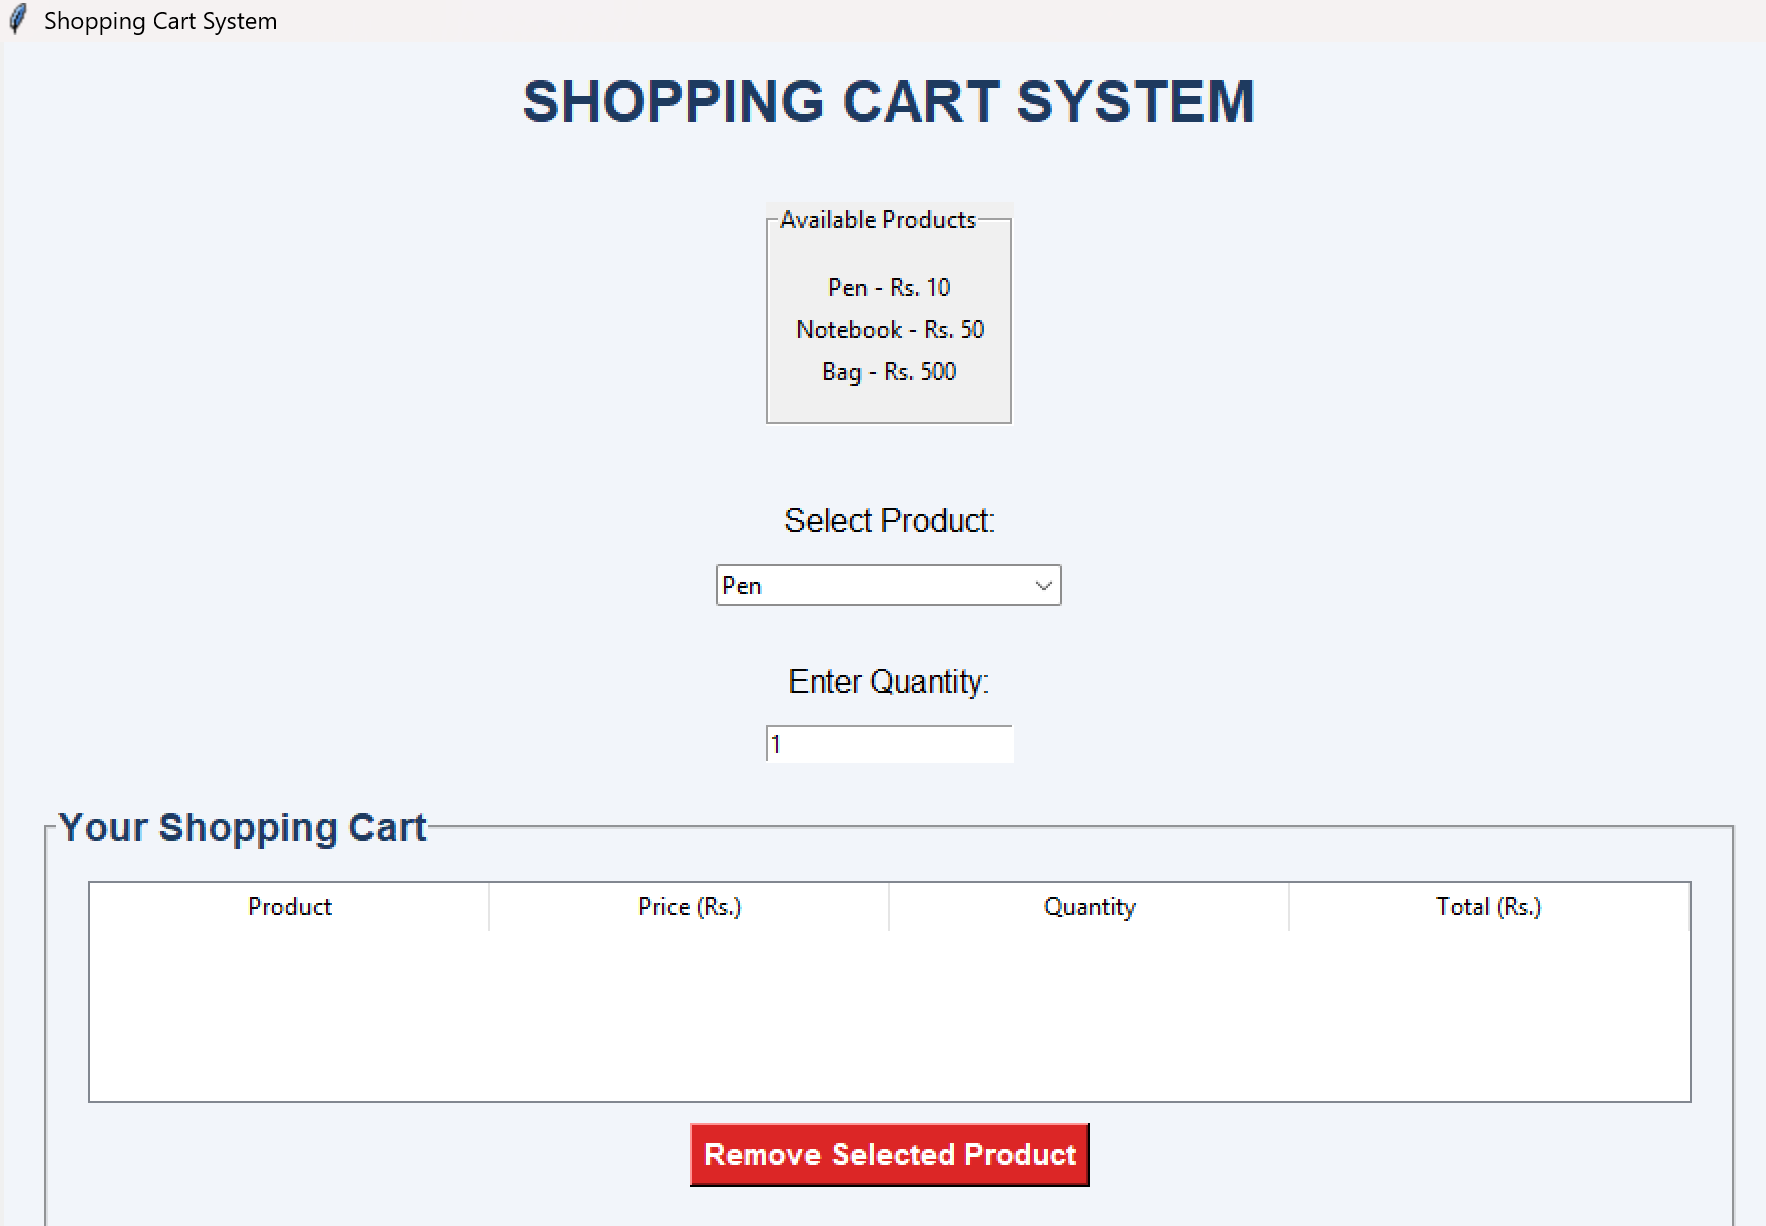 Shopping Cart System
SHOPPING CART SYSTEM
Available Products
Pen - Rs. 10
Notebook - Rs. 50
Bag - Rs. 500
Select Product:
Pen
Enter Quantity:
1
Your Shopping Cart
Product Price (Rs.) Quantity Total (Rs.)
Remove Selected Product